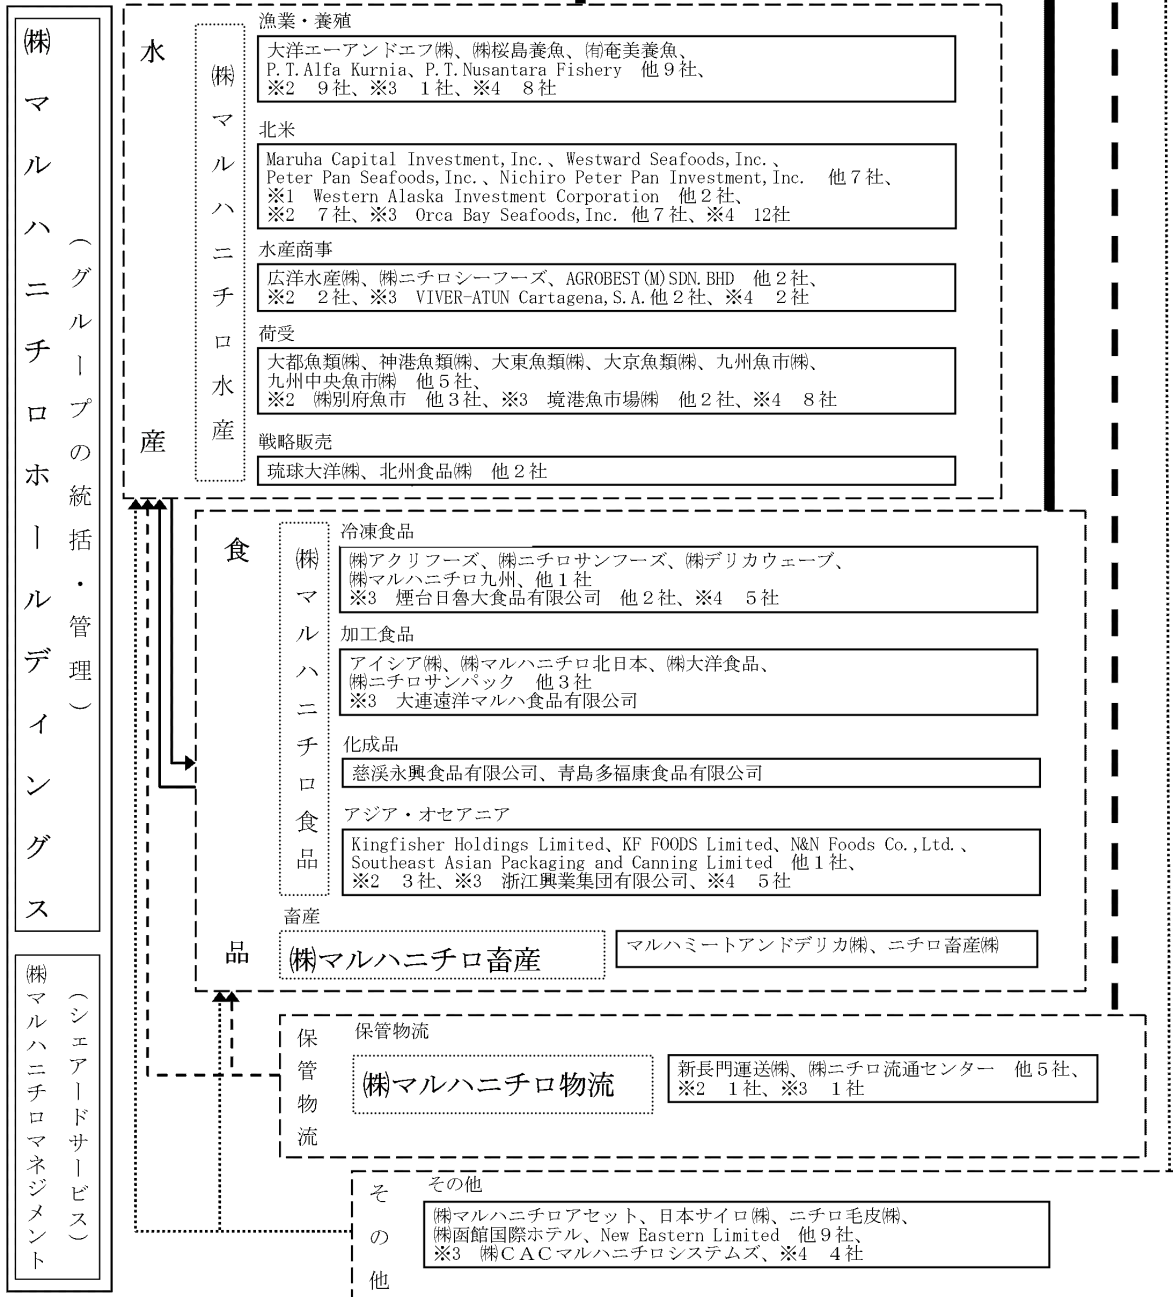 ㈱マルハニチロホールディングス
（グループの統括・管理）
㈱マルハニチロマネジメント
（シェアードサービス）
水産
㈱マルハニチロ水産
漁業・養殖
大洋エーアンドエフ㈱、㈱桜島養魚、㈲奄美養魚、
P.T.Alfa Kurnia、P.T.Nusantara Fishery　他９社、
※2　９社、※3　１社、※4　８社
北米
Maruha Capital Investment,Inc.、Westward Seafoods,Inc.、
Peter Pan Seafoods,Inc.、Nichiro Peter Pan Investment,Inc.　他７社、
※1　Western Alaska Investment Corporation　他２社、
※2　７社、※3　Orca Bay Seafoods,Inc. 他７社、※4　12社
水産商事
広洋水産㈱、㈱ニチロシーフーズ、AGROBEST(M)SDN.BHD　他２社、
※2　２社、※3　VIVER-ATUN Cartagena,S.A.他２社、※4　２社
荷受
大都魚類㈱、神港魚類㈱、大東魚類㈱、大京魚類㈱、九州魚市㈱、
九州中央魚市㈱　他５社、
※2　㈱別府魚市　他３社、※3　境港魚市場㈱　他２社、※4　８社
戦略販売
琉球大洋㈱、北州食品㈱　他２社
食品
㈱マルハニチロ食品
冷凍食品
㈱アクリフーズ、㈱ニチロサンフーズ、㈱デリカウェーブ、
㈱マルハニチロ九州、他１社
※3　煙台日魯大食品有限公司　他２社、※4　５社
加工食品
アイシア㈱、㈱マルハニチロ北日本、㈱大洋食品、
㈱ニチロサンパック　他３社
※3　大連遠洋マルハ食品有限公司
化成品
慈渓永興食品有限公司、青島多福康食品有限公司
アジア・オセアニア
Kingfisher Holdings Limited、KF FOODS Limited、N&N Foods Co.,Ltd.、
Southeast Asian Packaging and Canning Limited　他１社、
※2　３社、※3　浙江興業集団有限公司、※4　５社
畜産
㈱マルハニチロ畜産
マルハミートアンドデリカ㈱、ニチロ畜産㈱
保管物流
保管物流
㈱マルハニチロ物流
新長門運送㈱、㈱ニチロ流通センター　他５社、
※2　１社、※3　１社
その他
その他
㈱マルハニチロアセット、日本サイロ㈱、ニチロ毛皮㈱、
㈱函館国際ホテル、New Eastern Limited　他９社、
※3　㈱ＣＡＣマルハニチロシステムズ、※4　４社